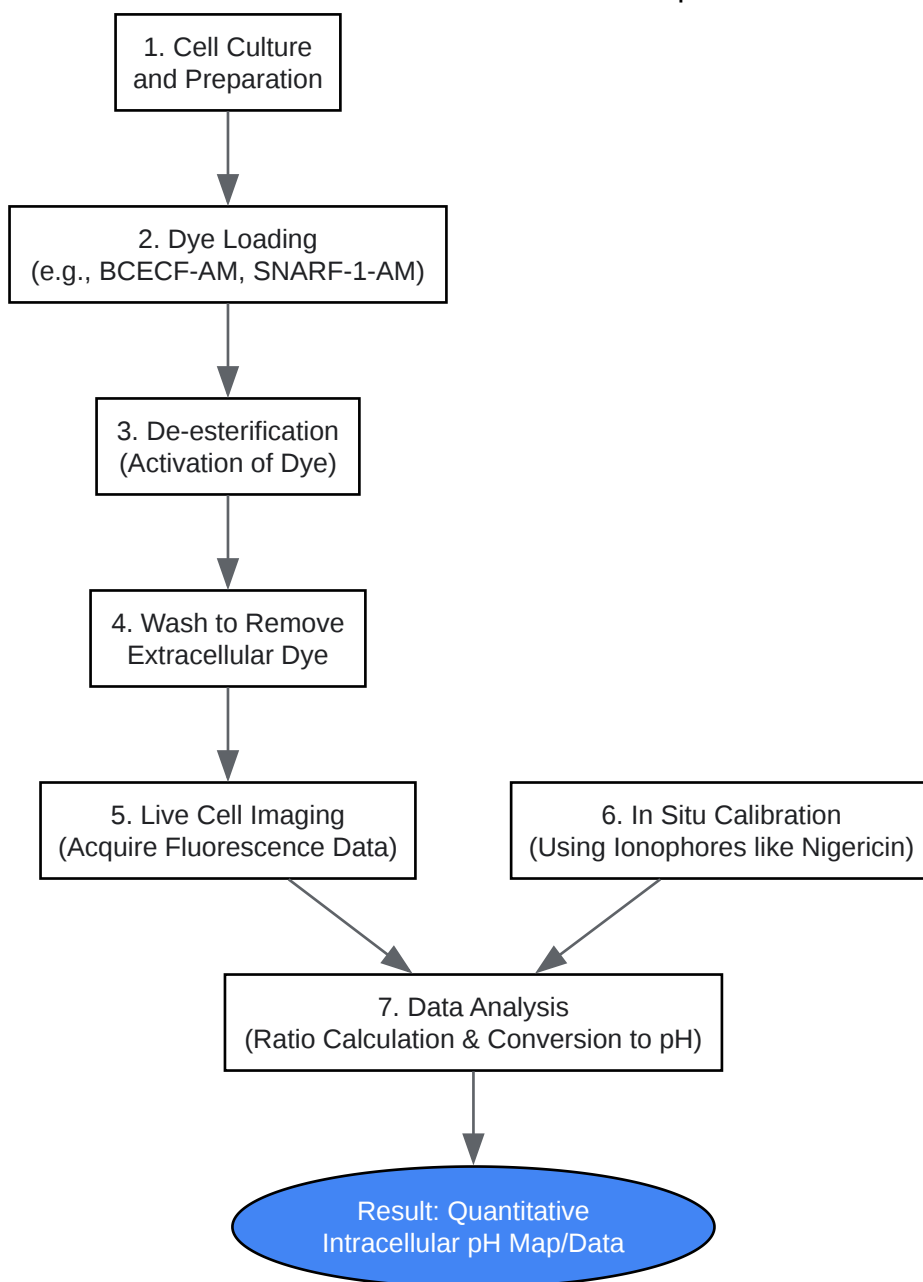 1. Cell Culture
and Preparation
2. Dye Loading
(e.g., BCECF-AM, SNARF-1-AM)
3. De-esterification
(Activation of Dye)
4. Wash to Remove
Extracellular Dye
5. Live Cell Imaging
(Acquire Fluorescence Data)
6. In Situ Calibration
(Using Ionophores like Nigericin)
7. Data Analysis
(Ratio Calculation & Conversion to pH)
Result: Quantitative
Intracellular pH Map/Data